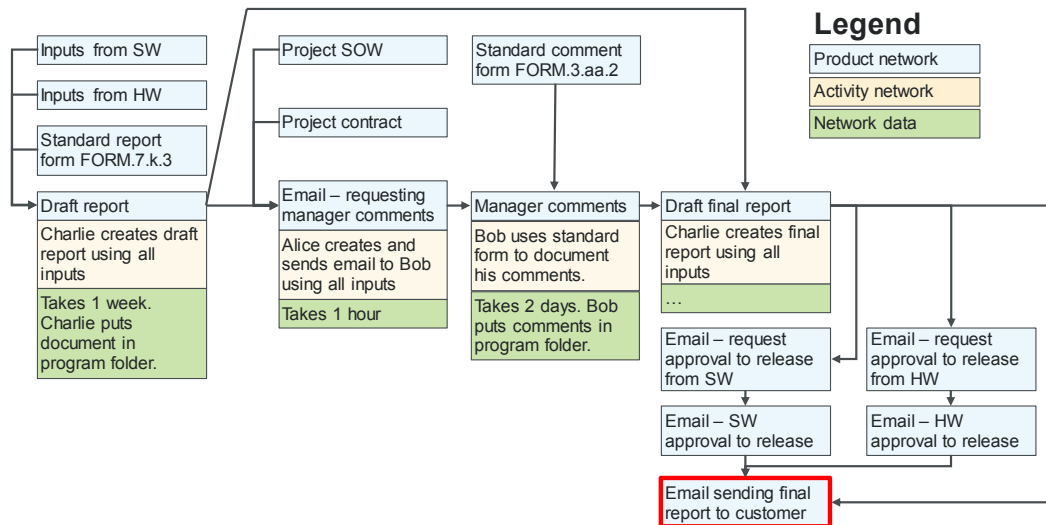 Legend
Inputs from SW
Project SOW
Standard comment
form FORM.3.aa.2
Product network
Activity network
Network data
Inputs from HW
Project contract
Standard report
form FORM.7.k.3
Draft report
Charlie creates draft
report using all
inputs
Takes 1 week.
Charlie puts
document in
program folder.
Email – requesting
manager comments
Alice creates and
sends email to Bob
using all inputs
Takes 1 hour
Manager comments
Bob uses standard
form to document
his comments.
Takes 2 days. Bob
puts comments in
program folder.
Draft final report
Charlie creates final
report using all
inputs
…
Email – request
approval to release
from SW
Email – request
approval to release
from HW
Email – SW
approval to release
Email – HW
approval to release
Email sending final
report to customer